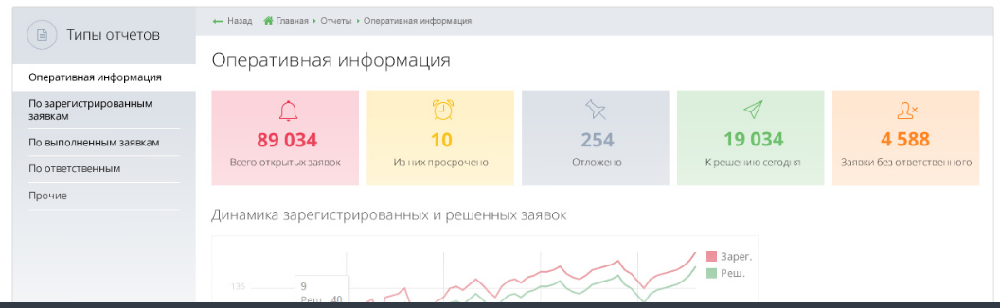 Типы отчетов
Оперативная информация
По зарегистрированным
заявкам
По выполненным заявкам
По ответственным
Прочие
Назад Главная Отчеты Оперативная информация
Оперативная информация
89 034
Всего открытых заявок
10
Из них просрочено
254
Отложено
19 034
К решению сегодня
4 588
Заявки без ответственного
Динамика зарегистрированных и решенных заявок
135
9
Реш. 40
Зарег.
Реш.